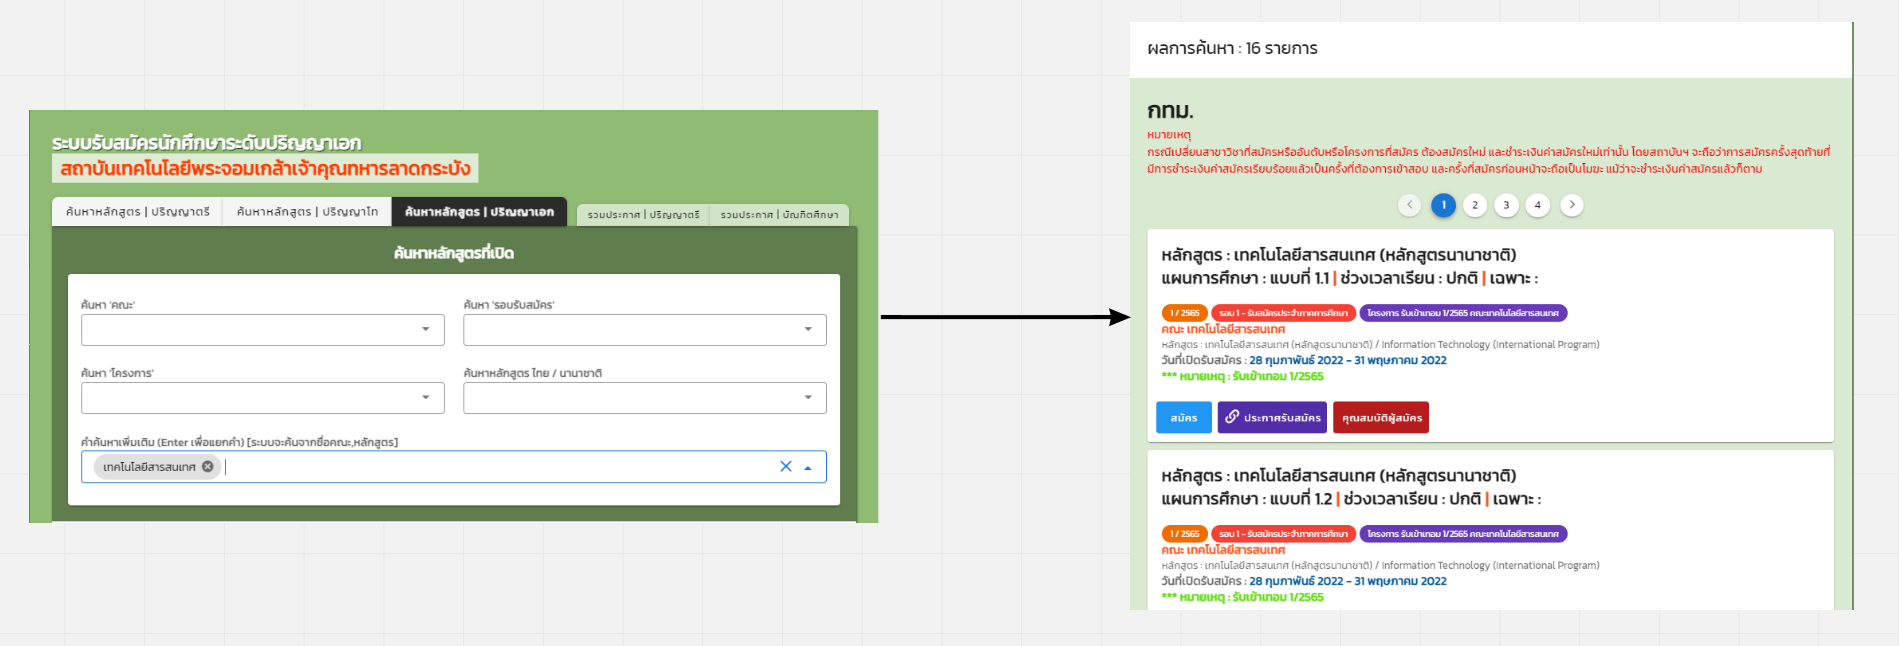 ระบบรับสมัครนักศึกษาระดับปริญญาเอก
สถาบันเทคโนโลยีพระจอมเกล้าเจ้าคุณทหารลาดกระบัง
ค้นหาหลักสูตร | ปริญญาตรี
ค้นหาหลักสูตร | ปริญญาโท
ค้นหาหลักสูตร | ปริญญาเอก
รวมประกาศ | ปริญญาตรี
รวมประกาศ | บัณฑิตศึกษา
ค้นหาหลักสูตรที่เปิด
ค้นหา 'คณะ'
ค้นหา 'รอบรับสมัคร'
ค้นหา 'โครงการ'
ค้นหาหลักสูตร ไทย / นานาชาติ
คำค้นหาเพิ่มเติม (Enter เพื่อแยกคำ) [ระบบจะค้นจากชื่อคณะ,หลักสูตร]
เทคโนโลยีสารสนเทศ
ผลการค้นหา : 16 รายการ
กทม.
หมายเหตุ
กรณีเปลี่ยนสาขาวิชาที่สมัครหรืออันดับหรือโครงการที่สมัคร ต้องสมัครใหม่ และชำระเงินค่าสมัครใหม่เท่านั้น โดยสถาบันฯ จะถือว่าการสมัครครั้งสุดท้ายที่
มีการชำระเงินค่าสมัครเรียบร้อยแล้วเป็นครั้งที่ต้องการเข้าสอบ และครั้งที่สมัครก่อนหน้าจะถือเป็นโมฆะ แม้ว่าจะชำระเงินค่าสมัครแล้วก็ตาม
1 2 3 4
หลักสูตร : เทคโนโลยีสารสนเทศ (หลักสูตรนานาชาติ)
แผนการศึกษา : แบบที่ 1.1 | ช่วงเวลาเรียน : ปกติ | เฉพาะ :
1 / 2565 รอบ 1 - รับสมัครประจำภาคการศึกษา โครงการ รับเข้าเทอม 1/2565 คณะเทคโนโลยีสารสนเทศ
คณะ เทคโนโลยีสารสนเทศ
หลักสูตร : เทคโนโลยีสารสนเทศ (หลักสูตรนานาชาติ) / Information Technology (International Program)
วันที่เปิดรับสมัคร : 28 กุมภาพันธ์ 2022 - 31 พฤษภาคม 2022
*** หมายเหตุ : รับเข้าเทอม 1/2565
สมัคร
ประกาศรับสมัคร
คุณสมบัติผู้สมัคร
หลักสูตร : เทคโนโลยีสารสนเทศ (หลักสูตรนานาชาติ)
แผนการศึกษา : แบบที่ 1.2 | ช่วงเวลาเรียน : ปกติ | เฉพาะ :
1 / 2565 รอบ 1 - รับสมัครประจำภาคการศึกษา โครงการ รับเข้าเทอม 1/2565 คณะเทคโนโลยีสารสนเทศ
คณะ เทคโนโลยีสารสนเทศ
หลักสูตร : เทคโนโลยีสารสนเทศ (หลักสูตรนานาชาติ) / Information Technology (International Program)
วันที่เปิดรับสมัคร : 28 กุมภาพันธ์ 2022 - 31 พฤษภาคม 2022
*** หมายเหตุ : รับเข้าเทอม 1/2565